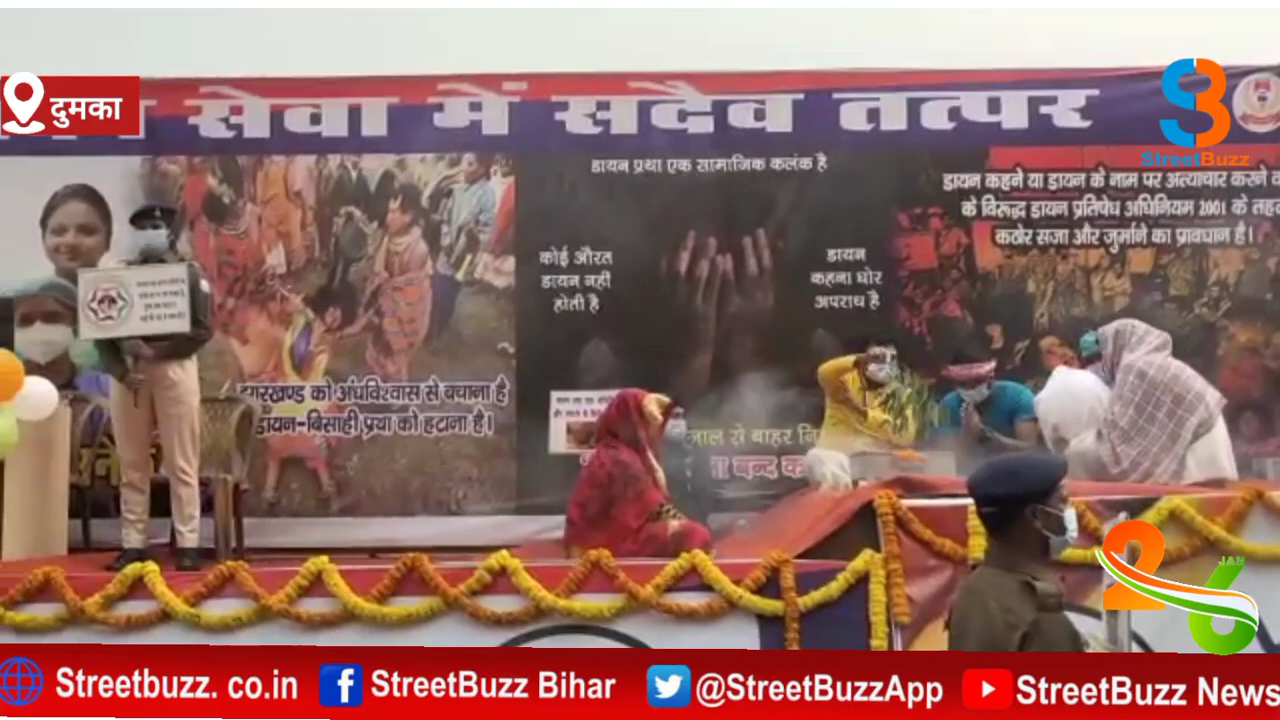 दुमका
सेवा में सदैव तत्पर
StreetBuzz
डायन प्रथा एक सामाजिक कलंक है
कोई औरत
डायन नहीं
होती है
डायन
कहना घोर
अपराध है
डायन कहने या डायन के नाम पर अत्याचार करने
के विरूद्ध डायन प्रतिषेध अधिनियम 2001 के तहत
कठोर सजा और जुर्माने का प्रावधान है।
को अंधविश्वास से बचाना है
डायन-बिसाही प्रथा को हटाना है।
जाल से बाहर
बन्द
26
JAN
Streetbuzz. co.in
StreetBuzz Bihar
@StreetBuzzApp
StreetBuzz News